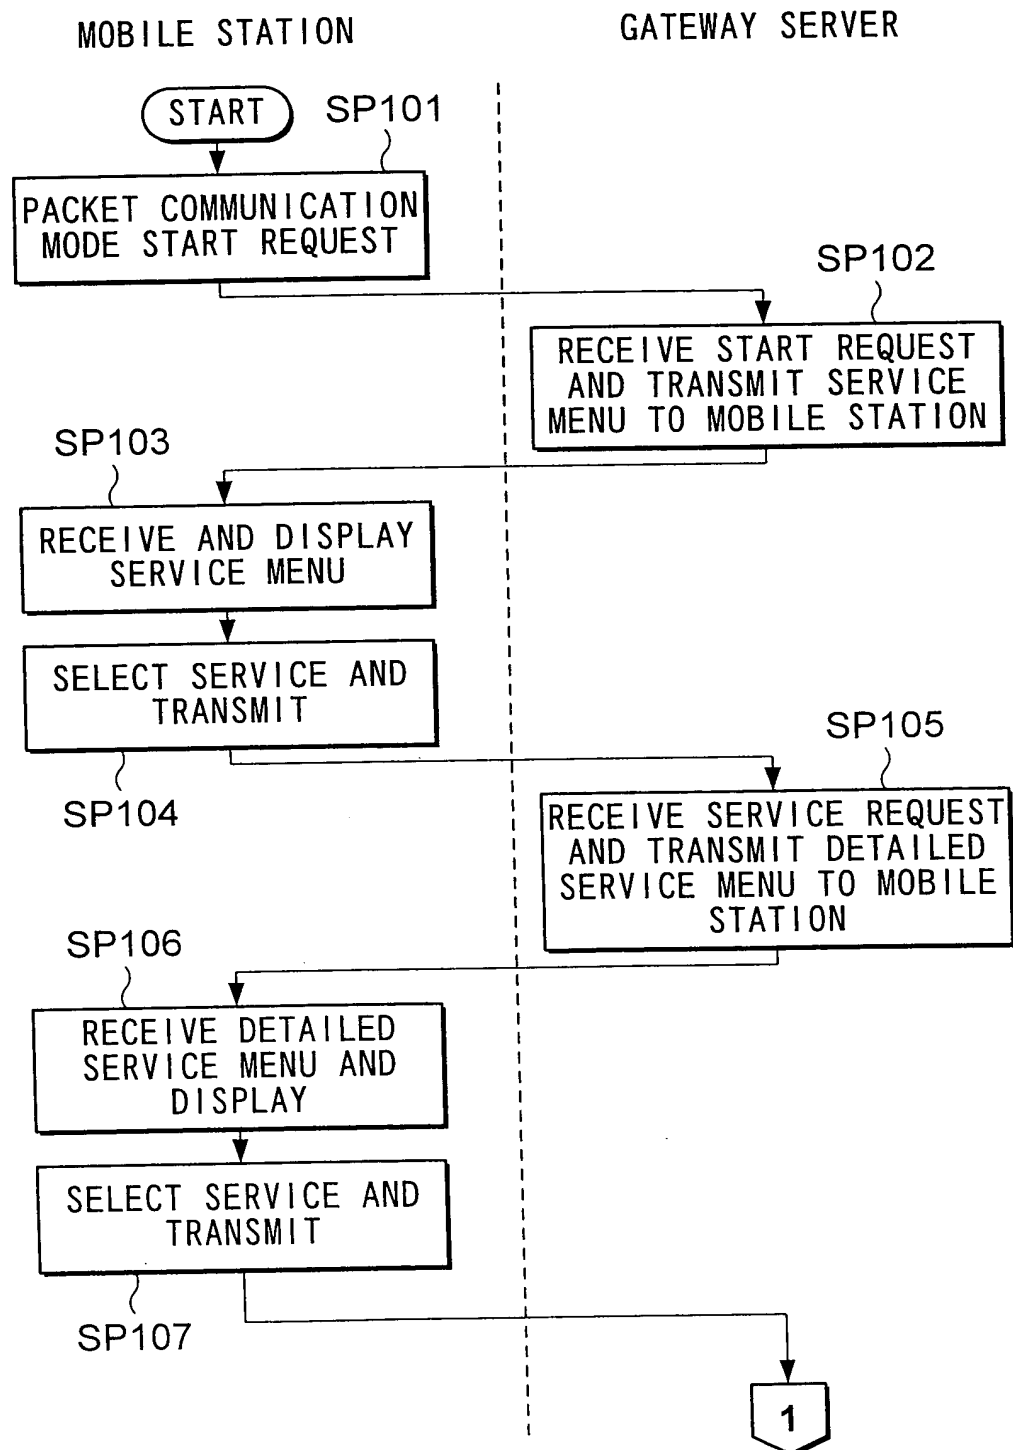 MOBILE STATION
GATEWAY SERVER
START
SP101
PACKET COMMUNICATION
MODE START REQUEST
SP102
RECEIVE START REQUEST
AND TRANSMIT SERVICE
MENU TO MOBILE STATION
SP103
RECEIVE AND DISPLAY
SERVICE MENU
SELECT SERVICE AND
TRANSMIT
SP104
SP105
RECEIVE SERVICE REQUEST
AND TRANSMIT DETAILED
SERVICE MENU TO MOBILE
STATION
SP106
RECEIVE DETAILED
SERVICE MENU AND
DISPLAY
SELECT SERVICE AND
TRANSMIT
SP107
1